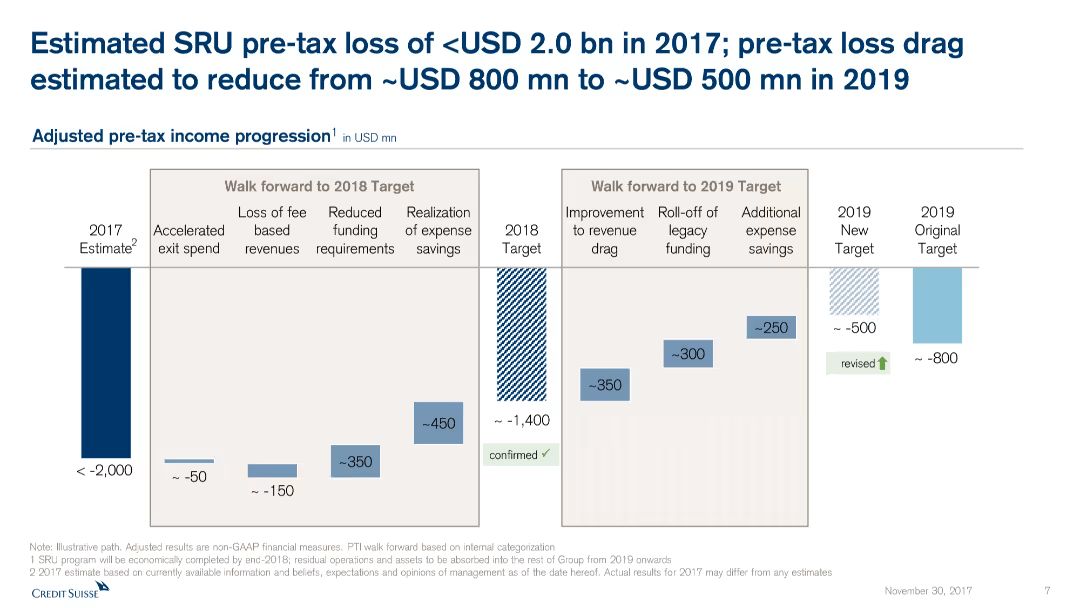 Estimated SRU pre-tax loss of <USD 2.0 bn in 2017; pre-tax loss drag
estimated to reduce from ~USD 800 mn to ~USD 500 mn in 2019
Adjusted pre-tax income progression1 in USD mn
Walk forward to 2018 Target
Walk forward to 2019 Target
2017
Estimate2
Accelerated
exit spend
Loss of fee
based
revenues
Reduced
funding
requirements
Realization
of expense
savings
2018
Target
Improvement
to revenue
drag
Roll-off of
legacy
funding
Additional
expense
savings
2019
New
Target
2019
Original
Target
< -2,000
~ -50
~ -150
~350
~450
~ -1,400
confirmed ✓
~350
~300
~250
~ -500
revised
~ -800
Note: Illustrative path. Adjusted results are non-GAAP financial measures. PTI walk forward based on internal categorization
1 SRU program will be economically completed by end-2018; residual operations and assets to be absorbed into the rest of Group from 2019 onwards
2 2017 estimate based on currently available information and beliefs, expectations and opinions of management as of the date hereof. Actual results for 2017 may differ from any estimates
CREDIT SUISSE
November 30, 2017
7